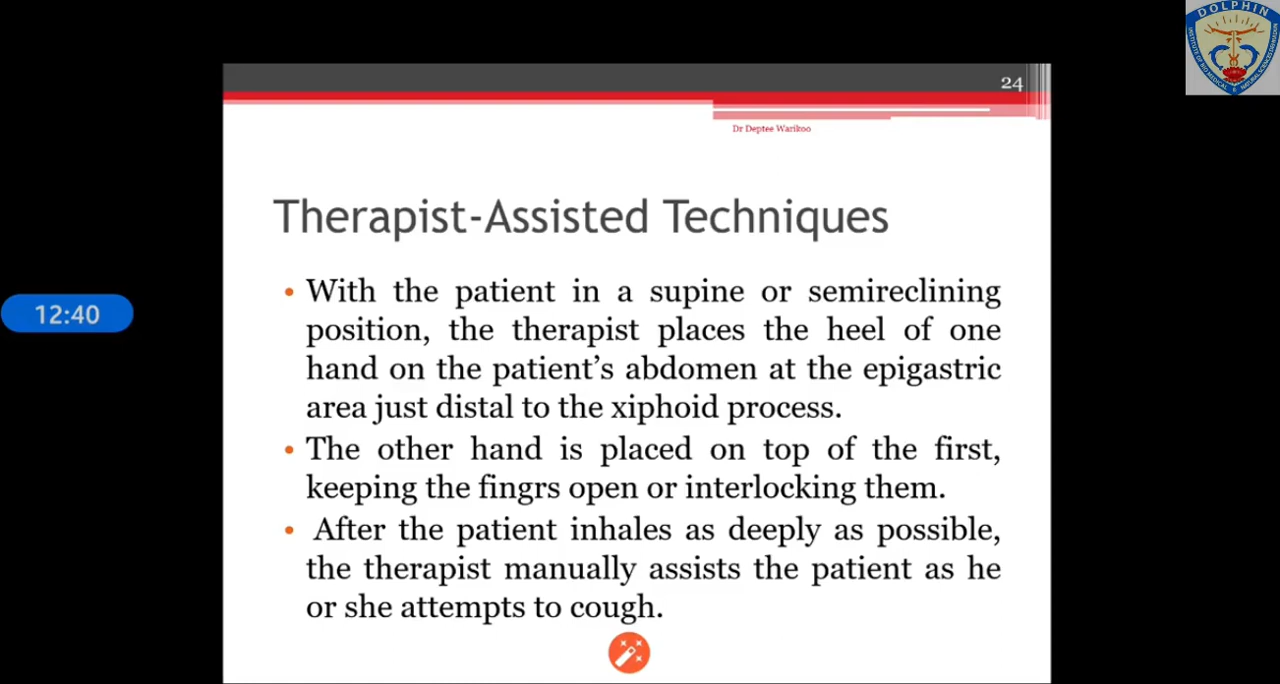 DOLPHIN
24
Dr Deptee Warikoo
Therapist-Assisted Techniques
• With the patient in a supine or semireclining
position, the therapist places the heel of one
hand on the patient's abdomen at the epigastric
area just distal to the xiphoid process.
12:40
• The other hand is placed on top of the first,
keeping the fingrs open or interlocking them.
• After the patient inhales as deeply as possible,
the therapist manually assists the patient as he
or she attempts to cough.